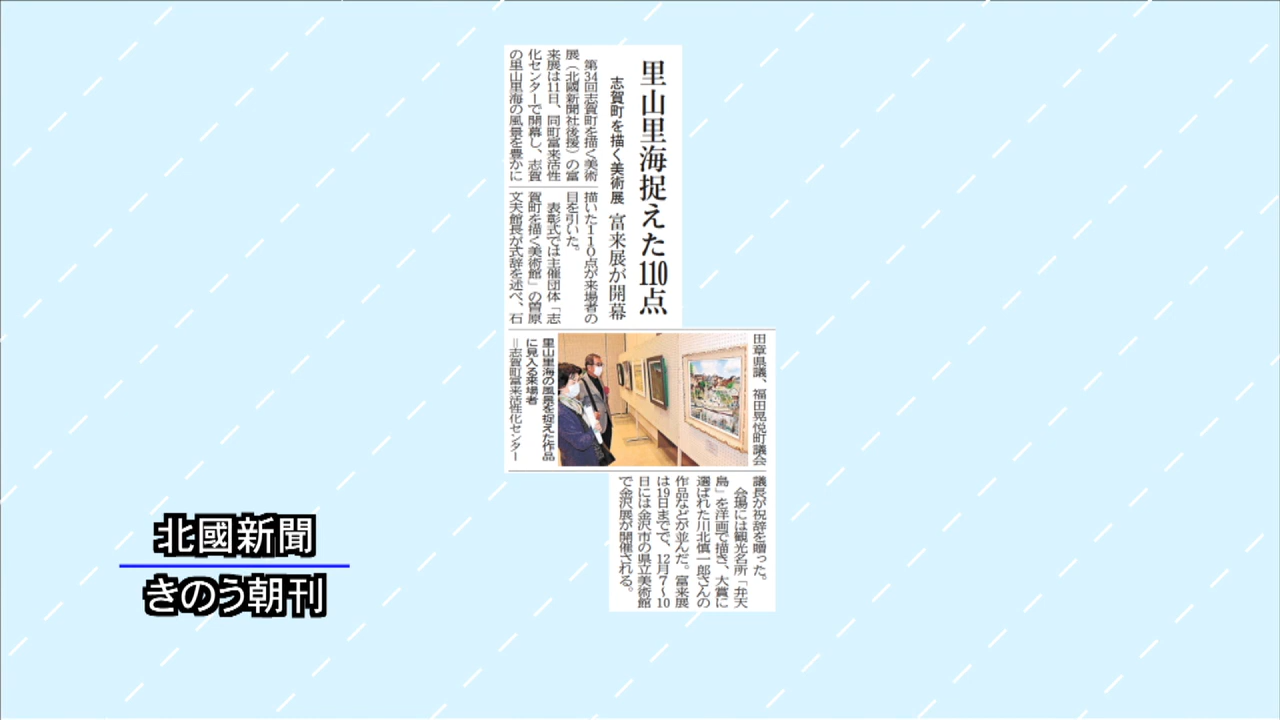 里山里海捉えた110点
志賀町を描く美術展 富来展が開幕
第34回志賀町を描く美術
展（北國新聞社後援）の富
来展は11日、同町富来活性
化センターで開幕し、志賀
の里山里海の風景を豊かに
描いた110点が来場者の
目を引いた。
表彰式では主催団体「志
賀町を描く美術館」の曽原
文夫館長が式辞を述べ、石
田章県議、福田晃悦町議会
里山里海の風景を捉えた作品
に見入る来場者
＝志賀町富来活性化センター
議長が祝辞を贈った。
会場には観光名所「弁天
島」を洋画で描き、大賞に
選ばれた川北慎一郎さんの
作品などが並んだ。富来展
は19日までで、12月7〜10
日には金沢市の県立美術館
で金沢展が開催される。
北國新聞
きのう朝刊